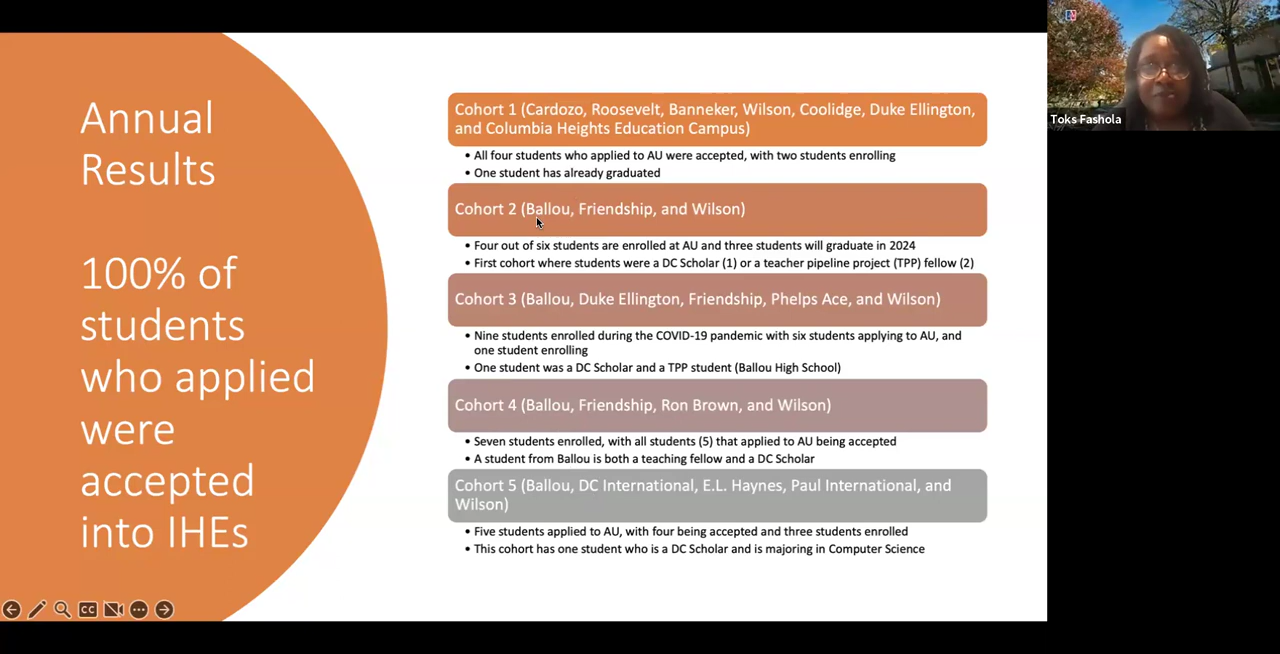 Annual
Results
100% of
students
who applied
were
accepted
into IHEs
Cohort 1 (Cardozo, Roosevelt, Banneker, Wilson, Coolidge, Duke Ellington,
and Columbia Heights Education Campus)
• All four students who applied to AU were accepted, with two students enrolling
• One student has already graduated
Cohort 2 (Ballou, Friendship, and Wilson)
• Four out of six students are enrolled at AU and three students will graduate in 2024
• First cohort where students were a DC Scholar (1) or a teacher pipeline project (TPP) fellow (2)
Cohort 3 (Ballou, Duke Ellington, Friendship, Phelps Ace, and Wilson)
• Nine students enrolled during the COVID-19 pandemic with six students applying to AU, and
one student enrolling
• One student was a DC Scholar and a TPP student (Ballou High School)
Cohort 4 (Ballou, Friendship, Ron Brown, and Wilson)
• Seven students enrolled, with all students (5) that applied to AU being accepted
• A student from Ballou is both a teaching fellow and a DC Scholar
Cohort 5 (Ballou, DC International, E.L. Haynes, Paul International, and
Wilson)
• Five students applied to AU, with four being accepted and three students enrolled
• This cohort has one student who is a DC Scholar and is majoring in Computer Science
CC
Toks Fashola